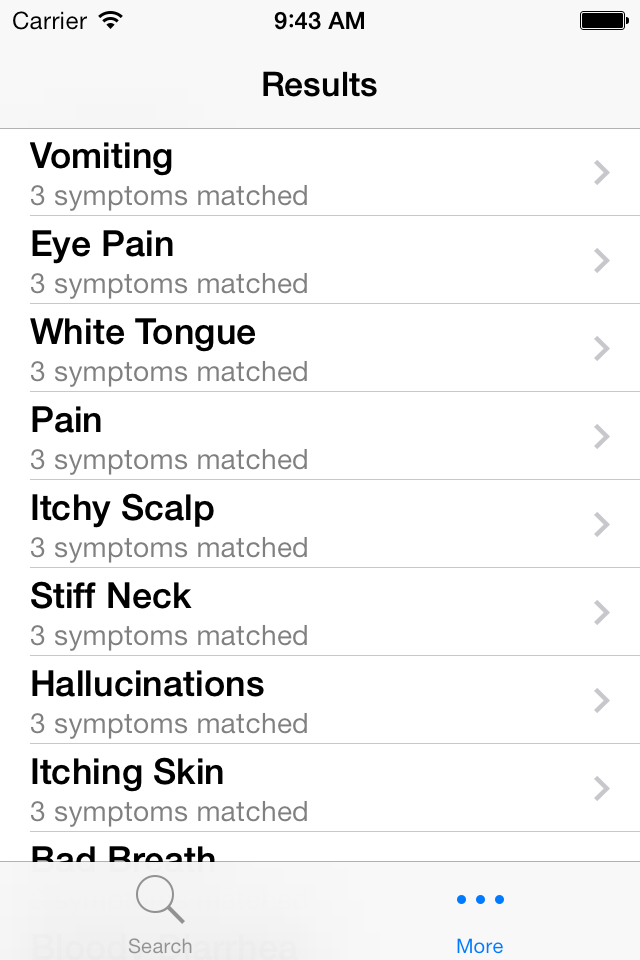 Carrier 9:43 AM
Results
Vomiting
3 symptoms matched
Eye Pain
3 symptoms matched
White Tongue
3 symptoms matched
Pain
3 symptoms matched
Itchy Scalp
3 symptoms matched
Stiff Neck
3 symptoms matched
Hallucinations
3 symptoms matched
Itching Skin
3 symptoms matched
Bad Breath
Bloody Diarrhea
Search More